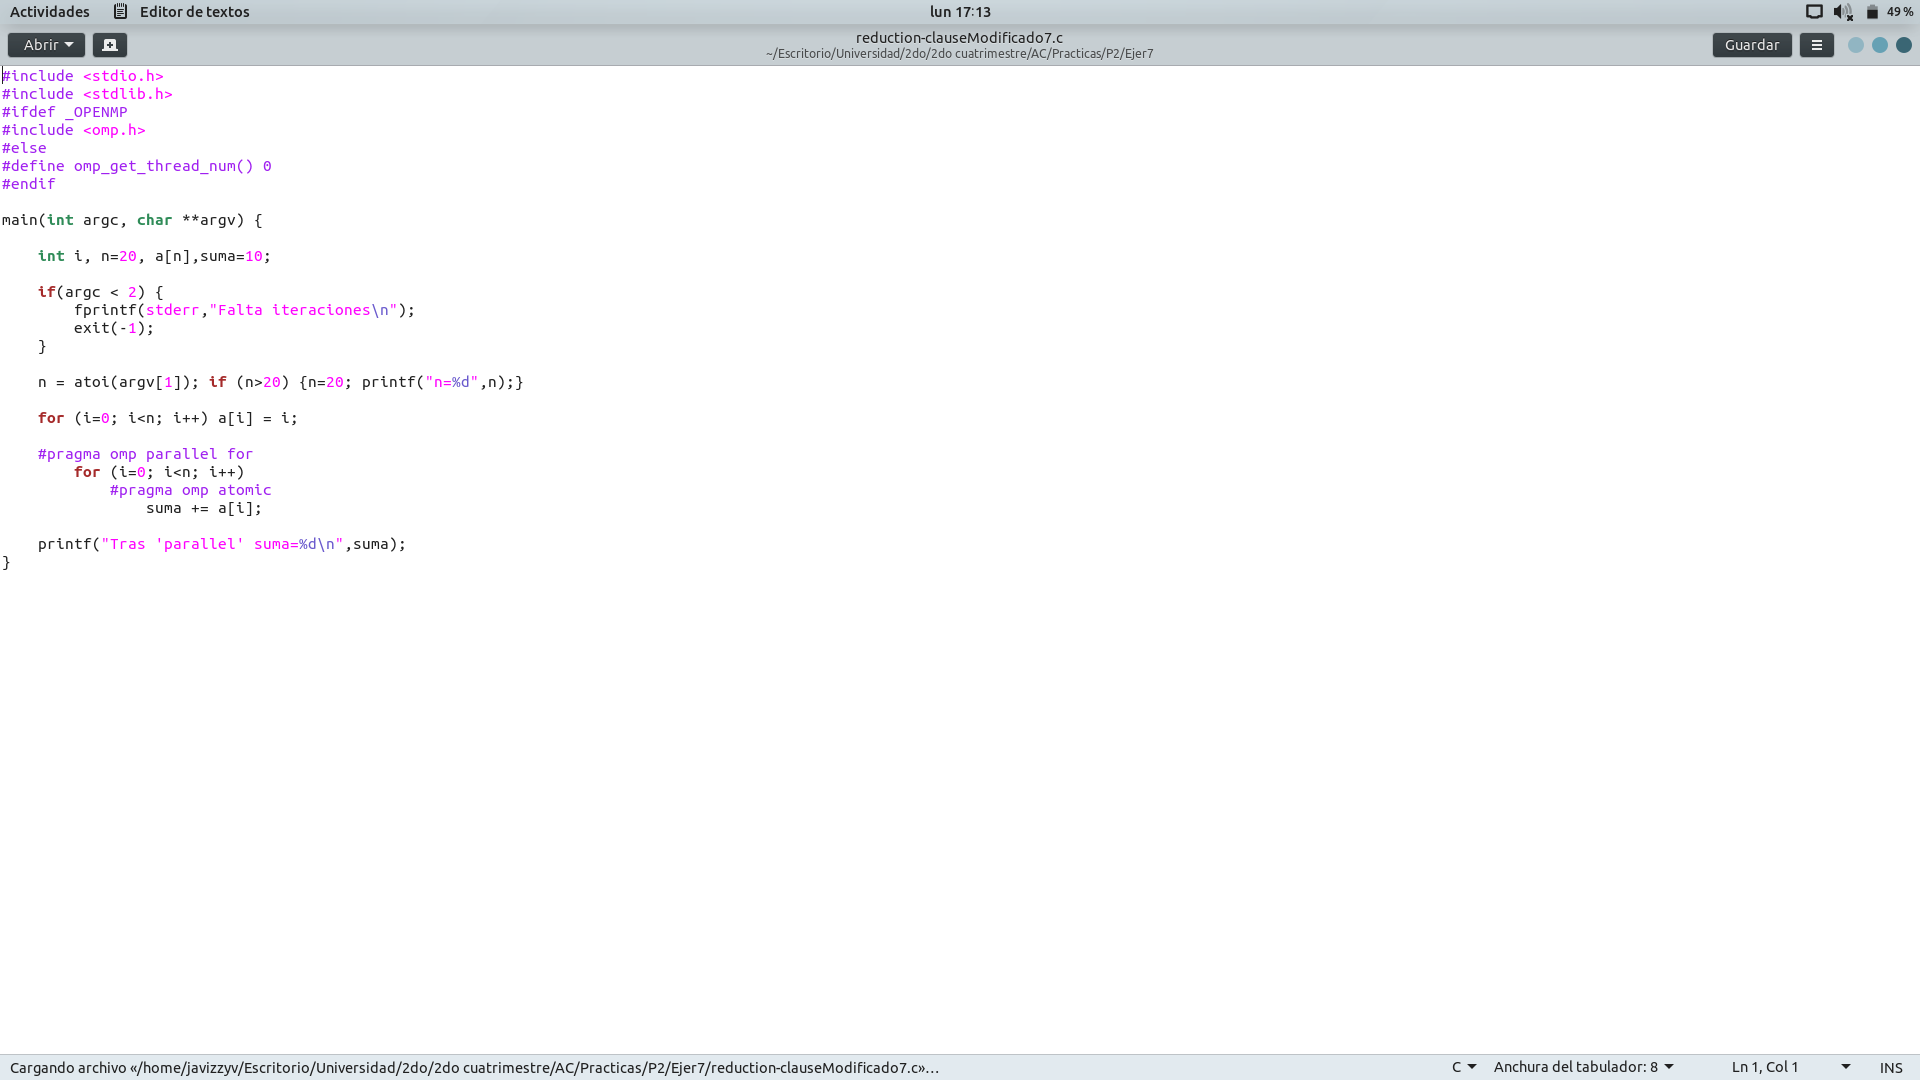 Actividades Editor de textos lun 17:13 49 %
Abrir reduction-clauseModificado7.c Guardar
~/Escritorio/Universidad/2do/2do cuatrimestre/AC/Practicas/P2/Ejer7
#include <stdio.h>
#include <stdlib.h>
#ifdef _OPENMP
#include <omp.h>
#else
#define omp_get_thread_num() 0
#endif
main(int argc, char **argv) {
int i, n=20, a[n],suma=10;
if(argc < 2) {
fprintf(stderr,"Falta iteraciones\n");
exit(-1);
}
n = atoi(argv[1]); if (n>20) {n=20; printf("n=%d",n);}
for (i=0; i<n; i++) a[i] = i;
#pragma omp parallel for
for (i=0; i<n; i++)
#pragma omp atomic
suma += a[i];
printf("Tras 'parallel' suma=%d\n",suma);
}
Cargando archivo «/home/javizzyv/Escritorio/Universidad/2do/2do cuatrimestre/AC/Practicas/P2/Ejer7/reduction-clauseModificado7.c»… C Anchura del tabulador: 8 Ln 1, Col 1 INS